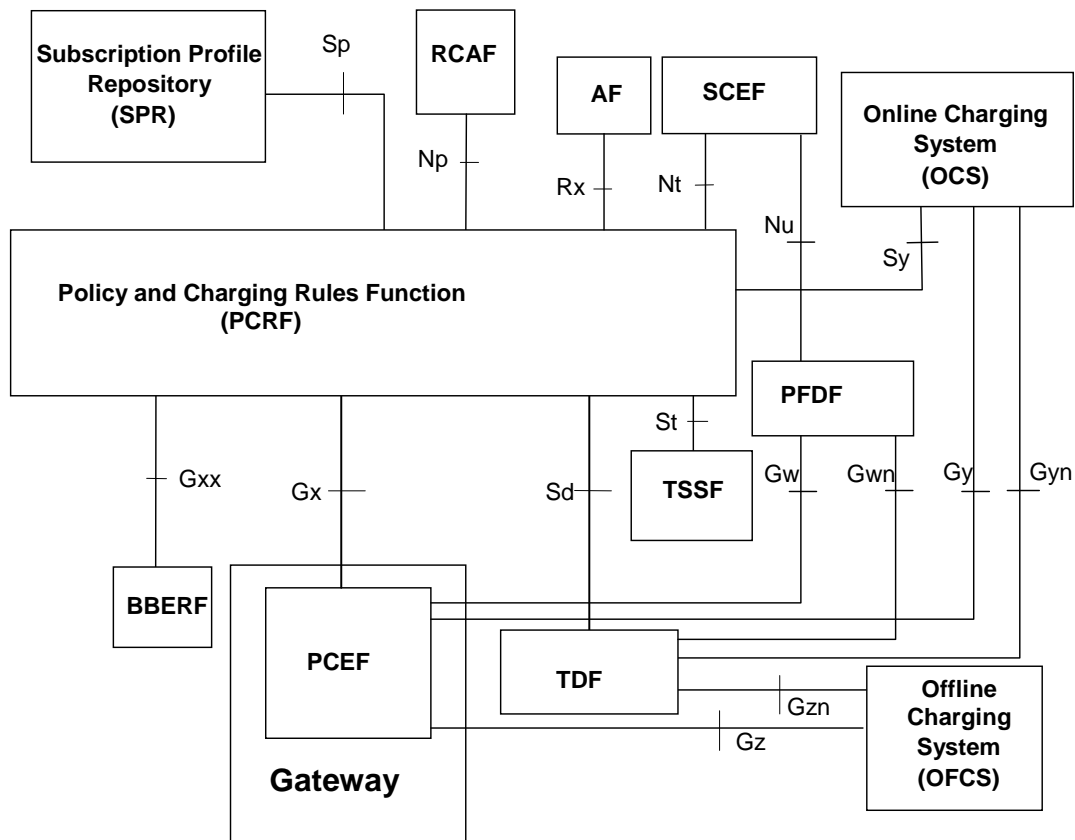 Subscription Profile
Repository
(SPR)
Sp
RCAF
Np
AF
Rx
SCEF
Nt
Nu
Online Charging
System
(OCS)
Sy
Policy and Charging Rules Function
(PCRF)
PFDF
St
TSSF
Gxx
Gx
Sd
Gw
Gwn
Gy
Gyn
BBERF
PCEF
TDF
Gzn
Gz
Offline
Charging
System
(OFCS)
Gateway